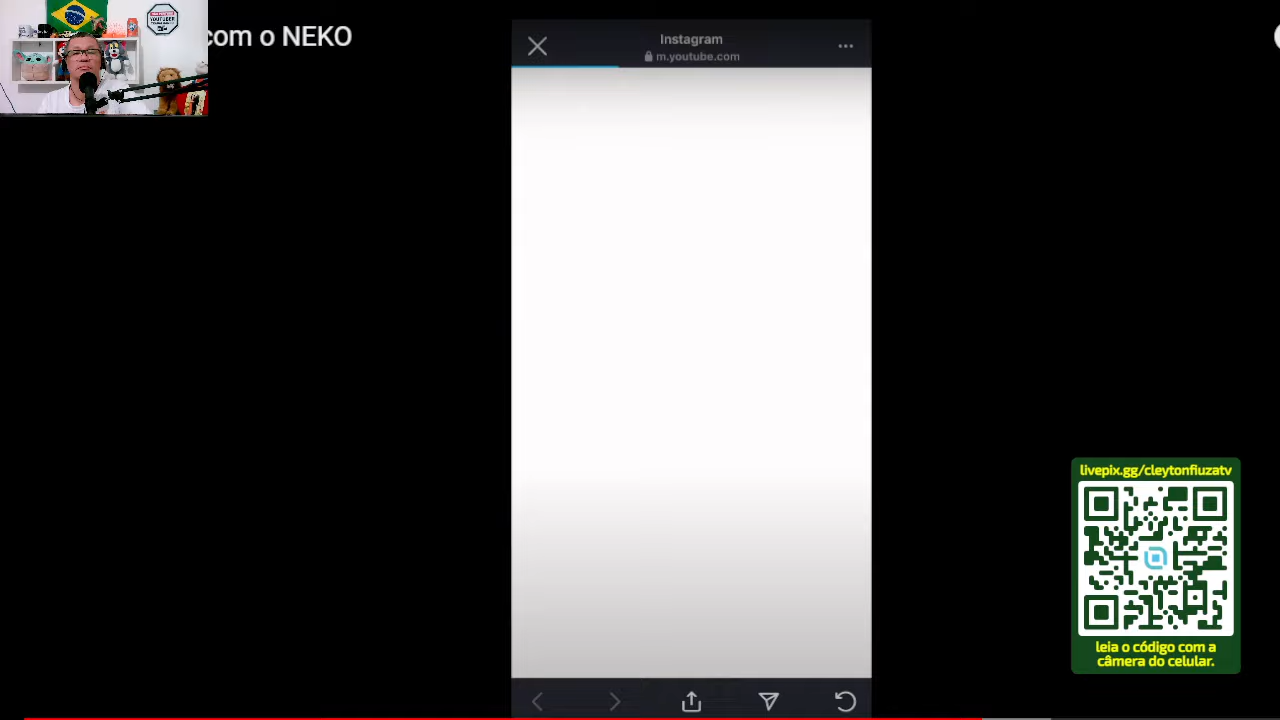 com o NEKO
Instagram
m.youtube.com
livepix.gg/cleytonfiuzatv
leia o código com a
câmera do celular.